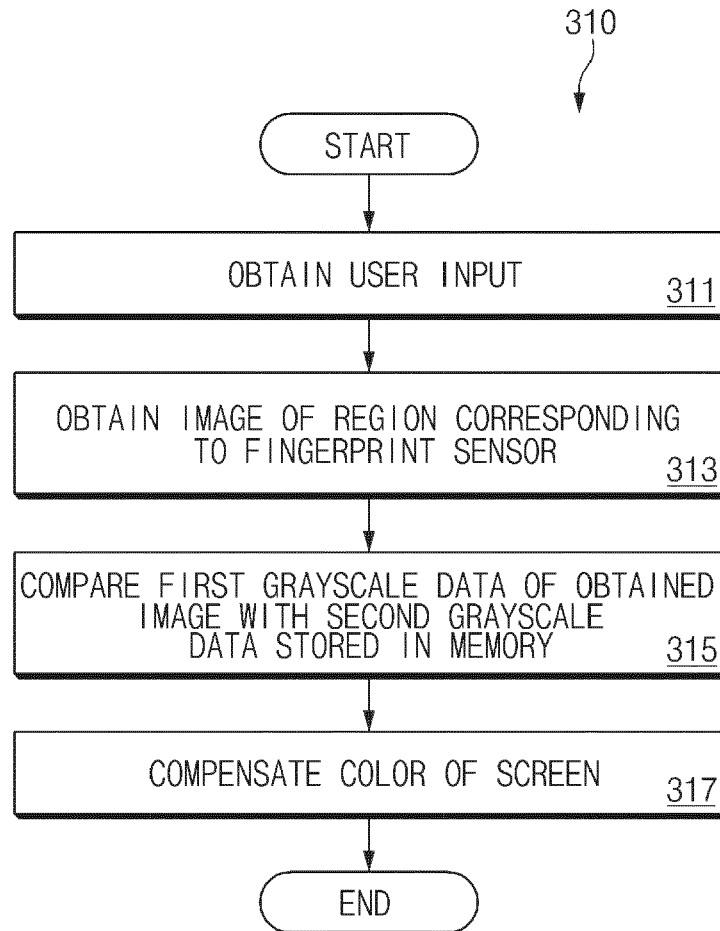 310
START
OBTAIN USER INPUT
311
OBTAIN IMAGE OF REGION CORRESPONDING
TO FINGERPRINT SENSOR
313
COMPARE FIRST GRAYSCALE DATA OF OBTAINED
IMAGE WITH SECOND GRAYSCALE
DATA STORED IN MEMORY
315
COMPENSATE COLOR OF SCREEN
317
END